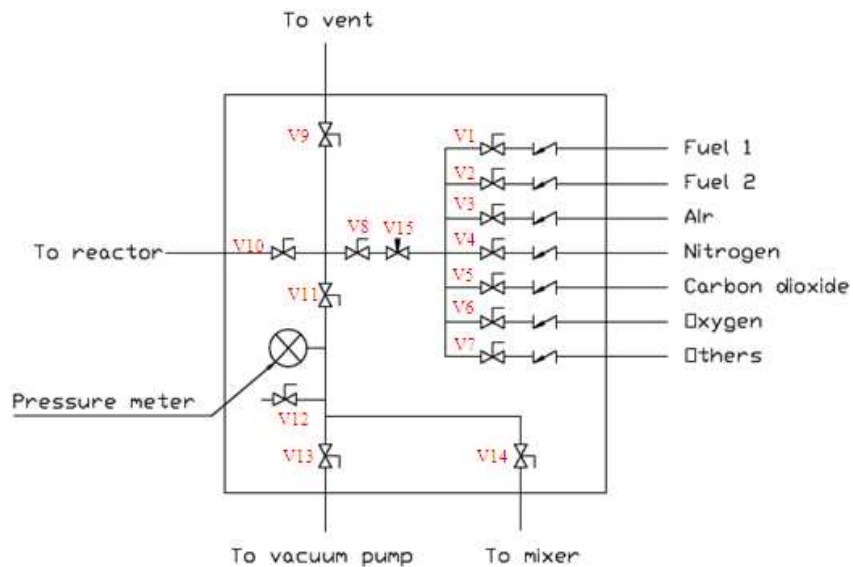 To vent
V9
V1
Fuel 1
V2
Fuel 2
V3
AIr
V8
V15
V4
Nitrogen
To reactor
V10
V5
Carbon dioxide
V11
V6
Oxygen
V7
Others
Pressure meter
V12
V13
V14
To vacuum pump
To mixer